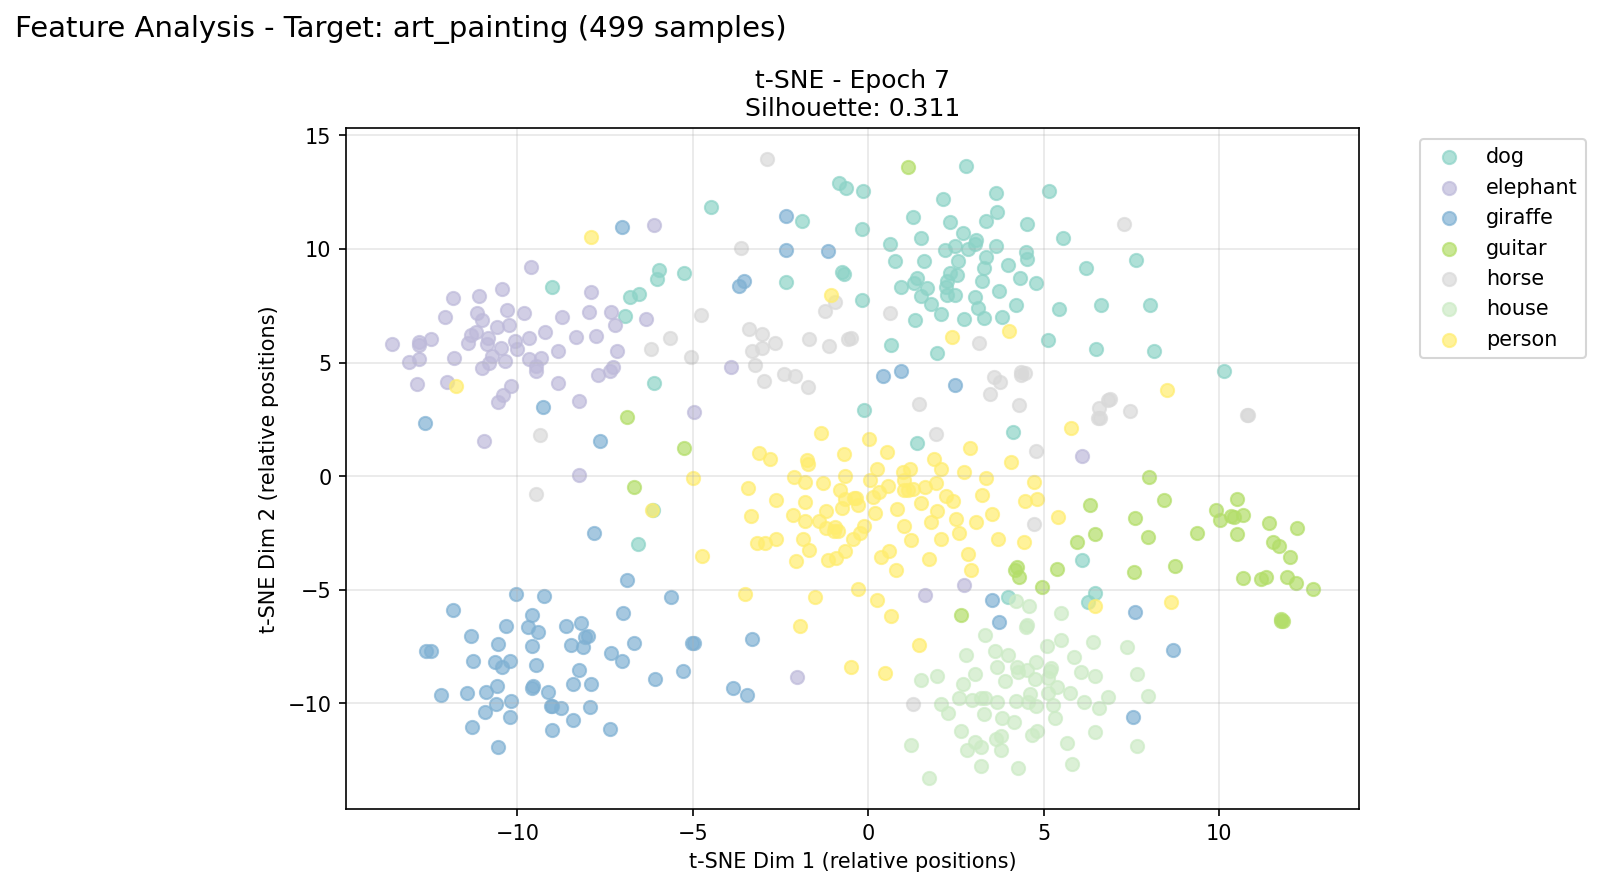 Feature Analysis - Target: art_painting (499 samples)
t-SNE - Epoch 7
Silhouette: 0.311
15
10
5
0
−5
−10
t-SNE Dim 2 (relative positions)
−10
−5
0
5
10
t-SNE Dim 1 (relative positions)
dog
elephant
giraffe
guitar
horse
house
person